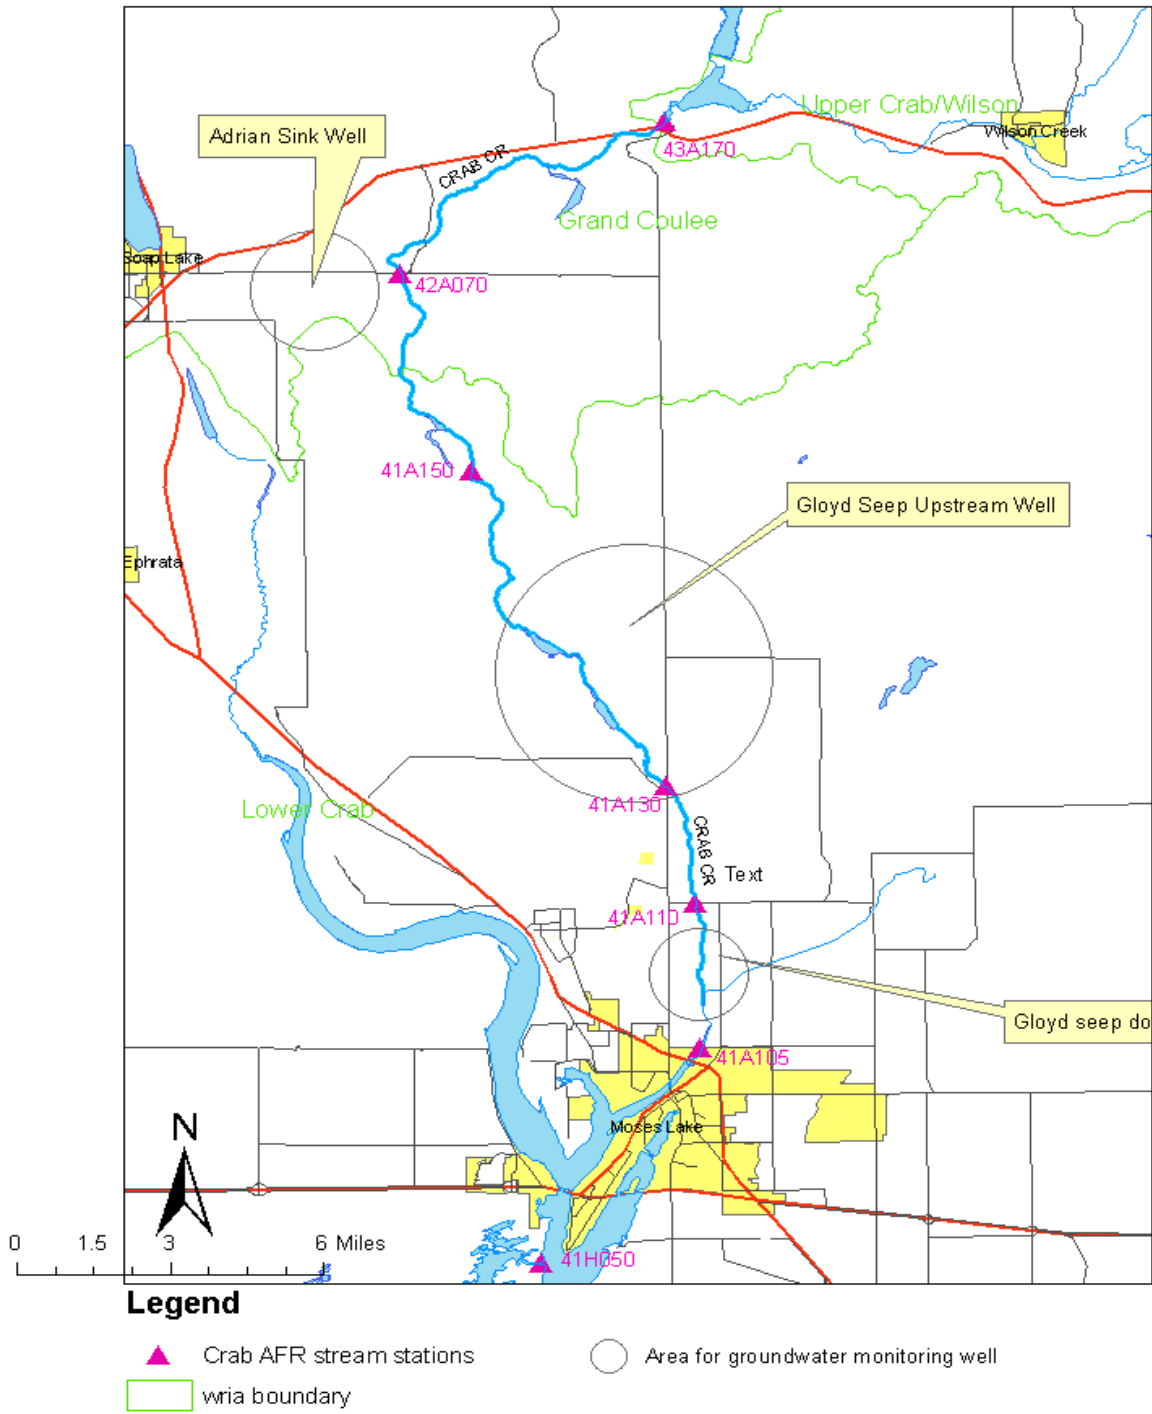 Upper Crab/Wilson
Adrian Sink Well
Wilson Creek
43A170
CRAB CR
Grand Coulee
Soap Lake
42A070
41A150
Gloyd Seep Upstream Well
Ephrata
41A130
Lower Crab
CRAB CR
Text
41A110
Gloyd seep do
41A105
N
Moses Lake
0 1.5 3 6 Miles
41H050
Legend
Crab AFR stream stations
Area for groundwater monitoring well
wria boundary